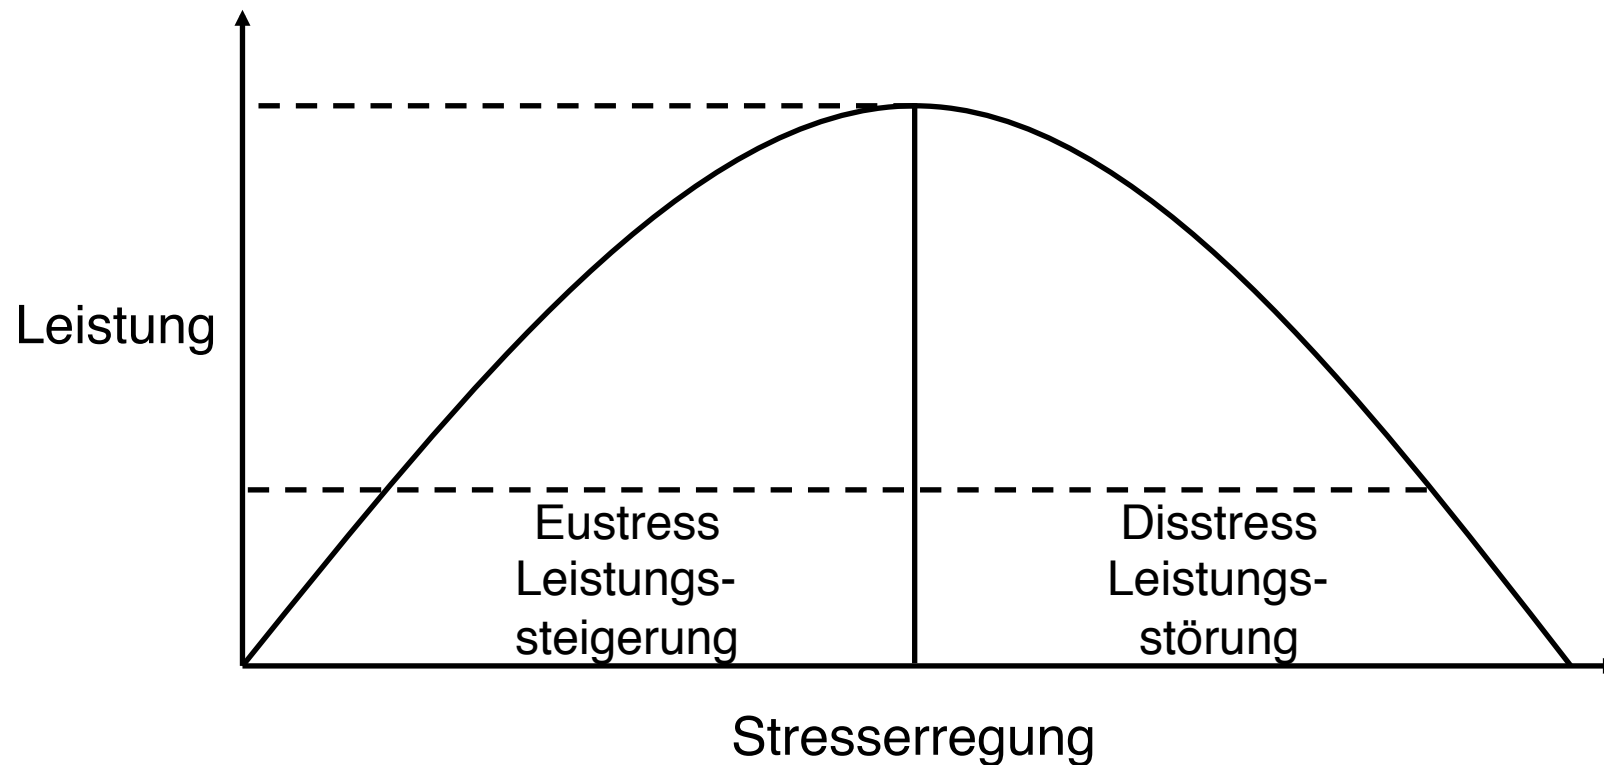 Leistung
Eustress
Leistungs-
steigerung
Disstress
Leistungs-
störung
Stresserregung